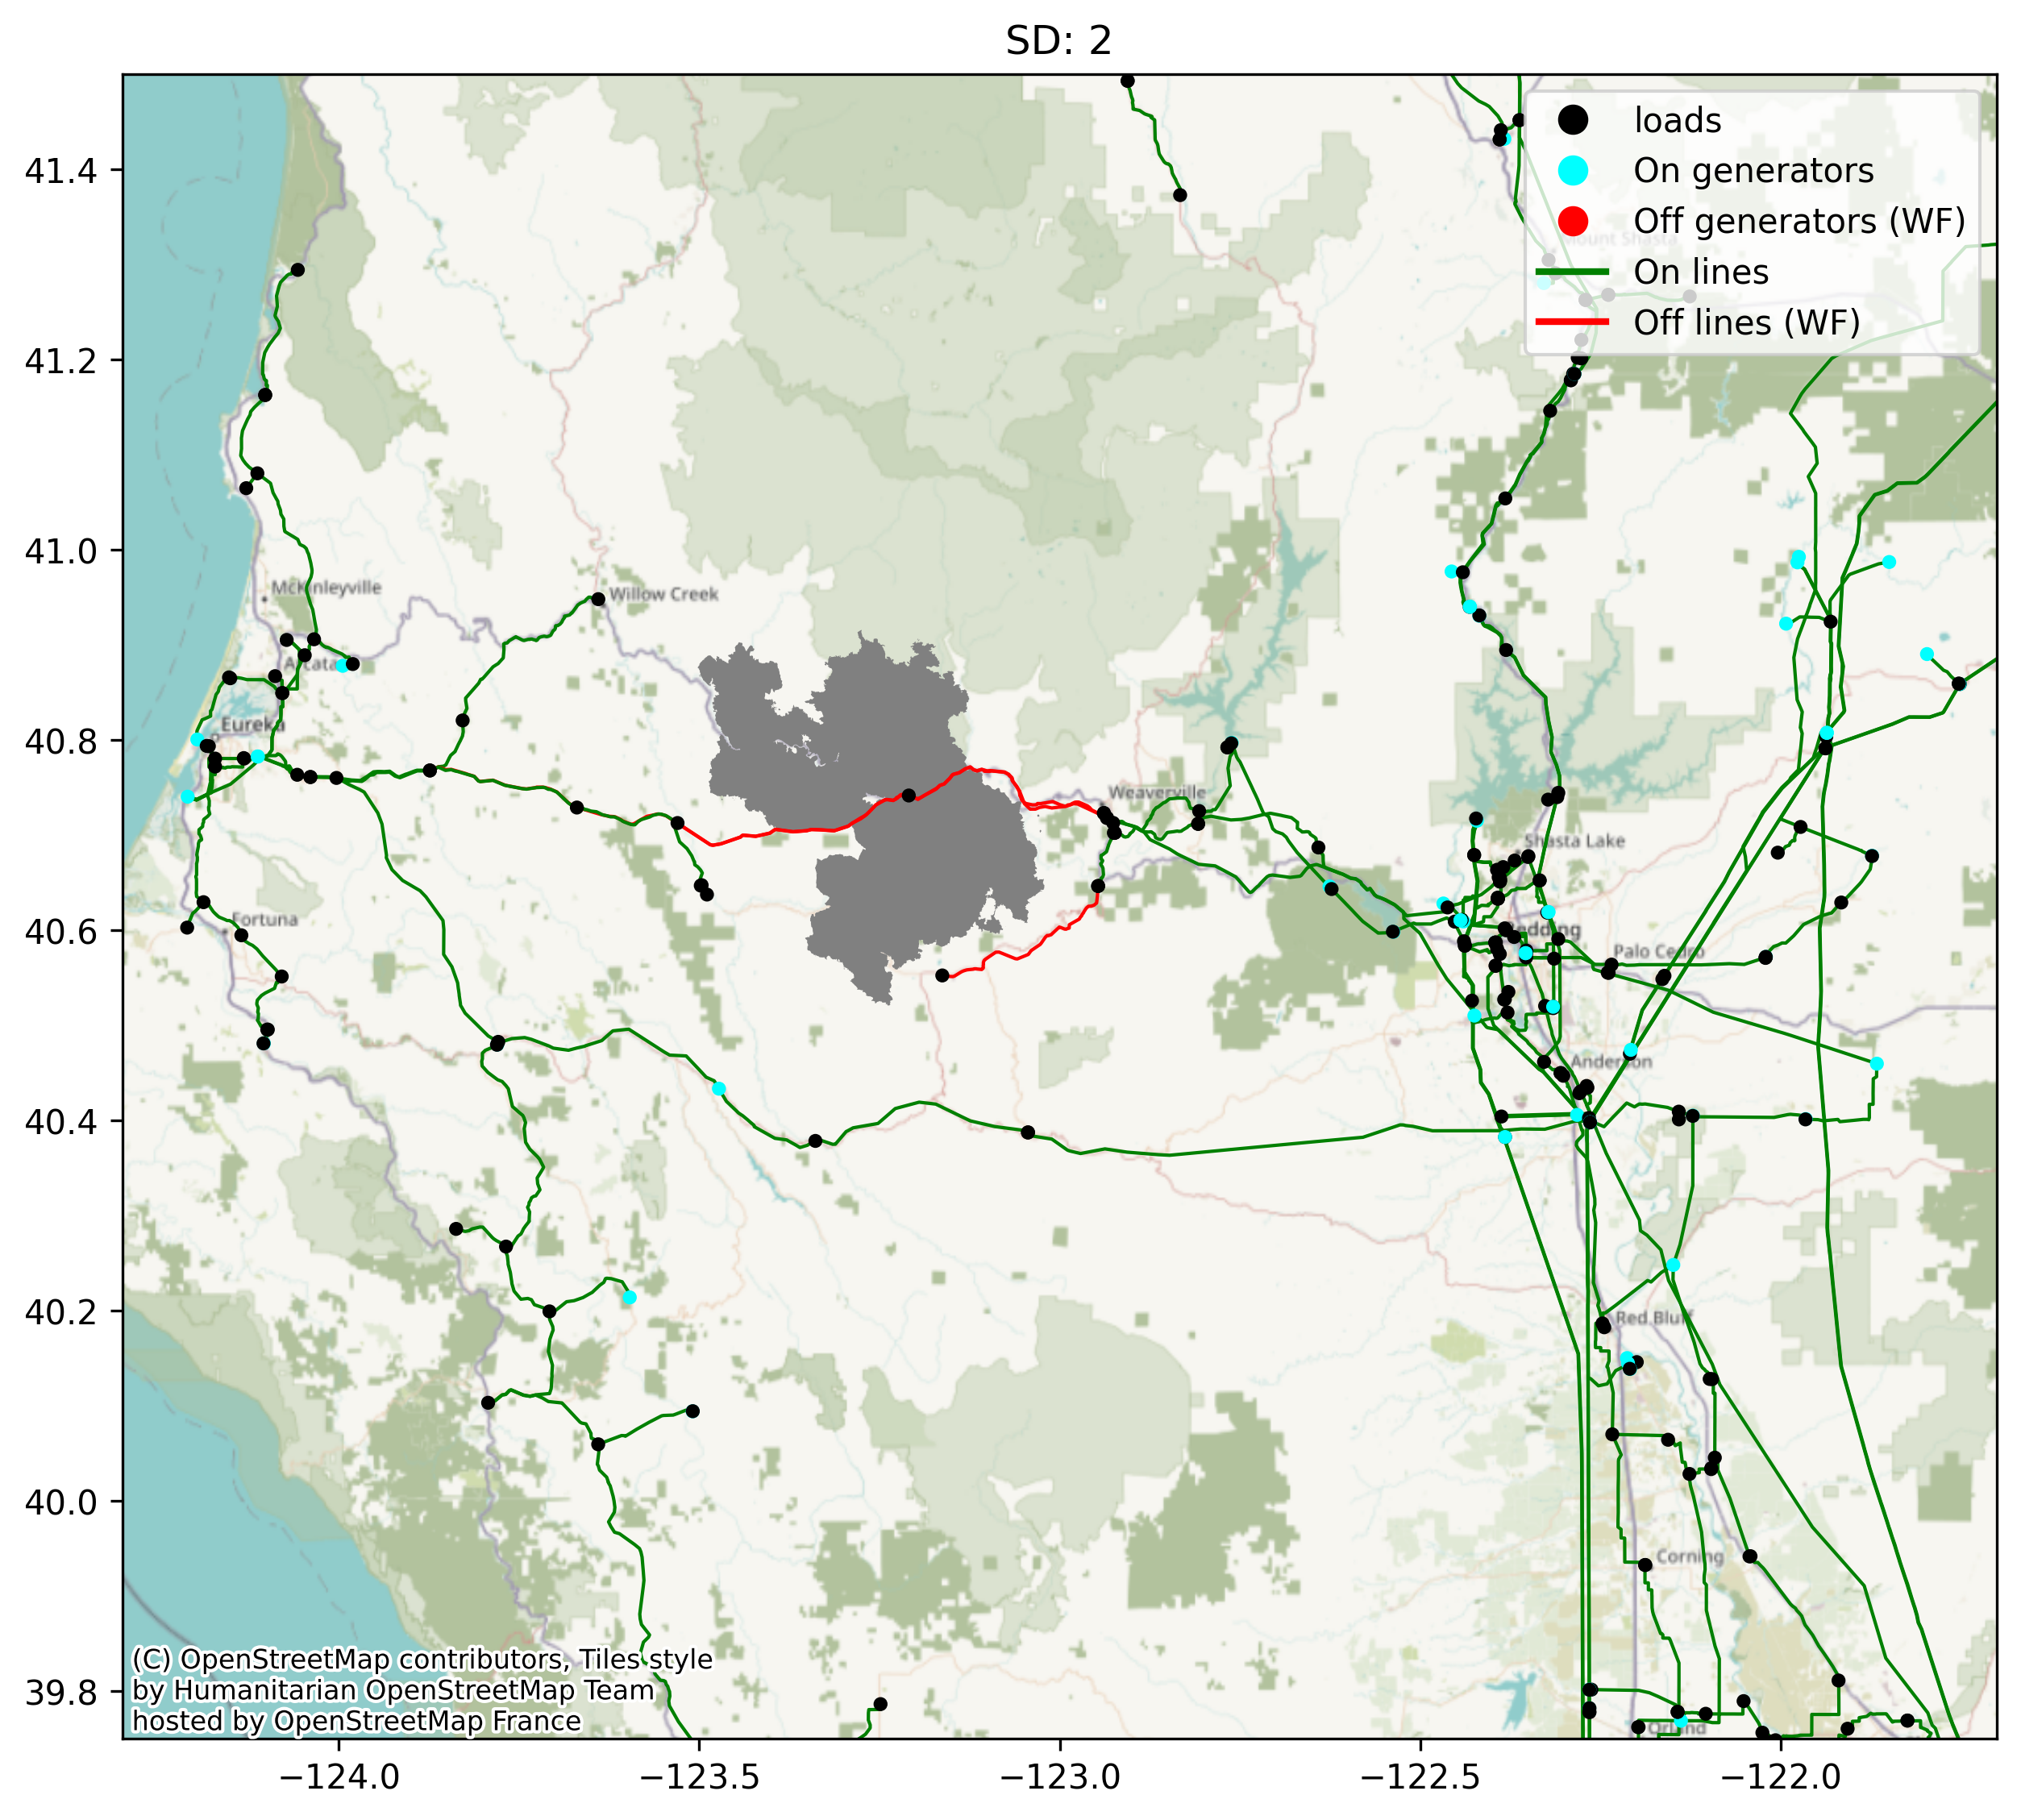 SD: 2
loads
On generators
Off generators (WF)
On lines
Off lines (WF)
Mount Shasta
McKinleyville
Willow Creek
Arcata
Eureka
Weaverville
Shasta Lake
Fortuna
Redding
Palo Cedro
Anderson
Red Bluff
Corning
Orland
41.4
41.2
41.0
40.8
40.6
40.4
40.2
40.0
39.8
−124.0
−123.5
−123.0
−122.5
−122.0
(C) OpenStreetMap contributors, Tiles style
by Humanitarian OpenStreetMap Team
hosted by OpenStreetMap France